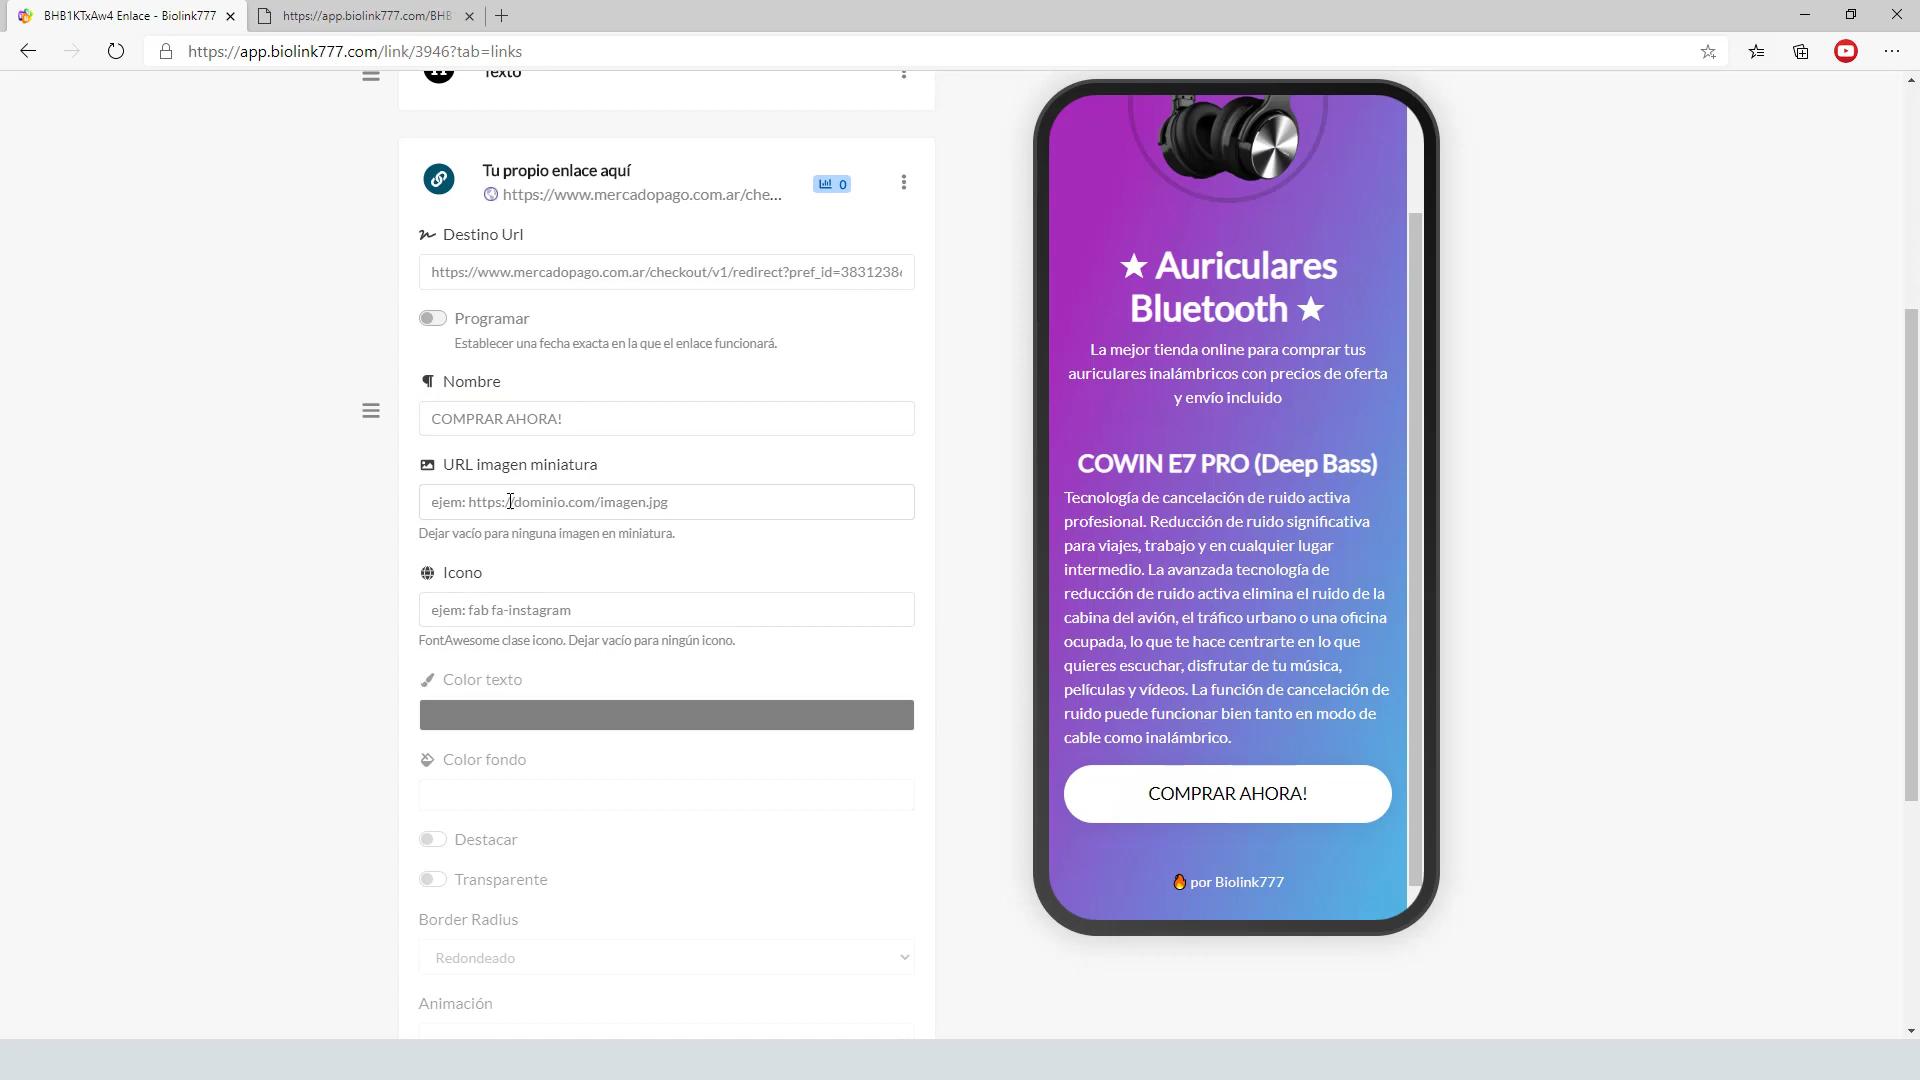 BHB1KTxAw4 Enlace - Biolink777
https://app.biolink777.com/BHB
https://app.biolink777.com/link/3946?tab=links
Texto
Tu propio enlace aquí
https://www.mercadopago.com.ar/che...
0
Destino Url
https://www.mercadopago.com.ar/checkout/v1/redirect?pref_id=3831238
Programar
Establecer una fecha exacta en la que el enlace funcionará.
Nombre
COMPRAR AHORA!
URL imagen miniatura
ejem: https://dominio.com/imagen.jpg
Dejar vacío para ninguna imagen en miniatura.
Icono
ejem: fab fa-instagram
FontAwesome clase icono. Dejar vacío para ningún icono.
Color texto
Color fondo
Destacar
Transparente
Border Radius
Redondeado
Animación
★ Auriculares
Bluetooth ★
La mejor tienda online para comprar tus
auriculares inalámbricos con precios de oferta
y envío incluido
COWIN E7 PRO (Deep Bass)
Tecnología de cancelación de ruido activa
profesional. Reducción de ruido significativa
para viajes, trabajo y en cualquier lugar
intermedio. La avanzada tecnología de
reducción de ruido activa elimina el ruido de la
cabina del avión, el tráfico urbano o una oficina
ocupada, lo que te hace centrarte en lo que
quieres escuchar, disfrutar de tu música,
películas y vídeos. La función de cancelación de
ruido puede funcionar bien tanto en modo de
cable como inalámbrico.
COMPRAR AHORA!
🔥 por Biolink777